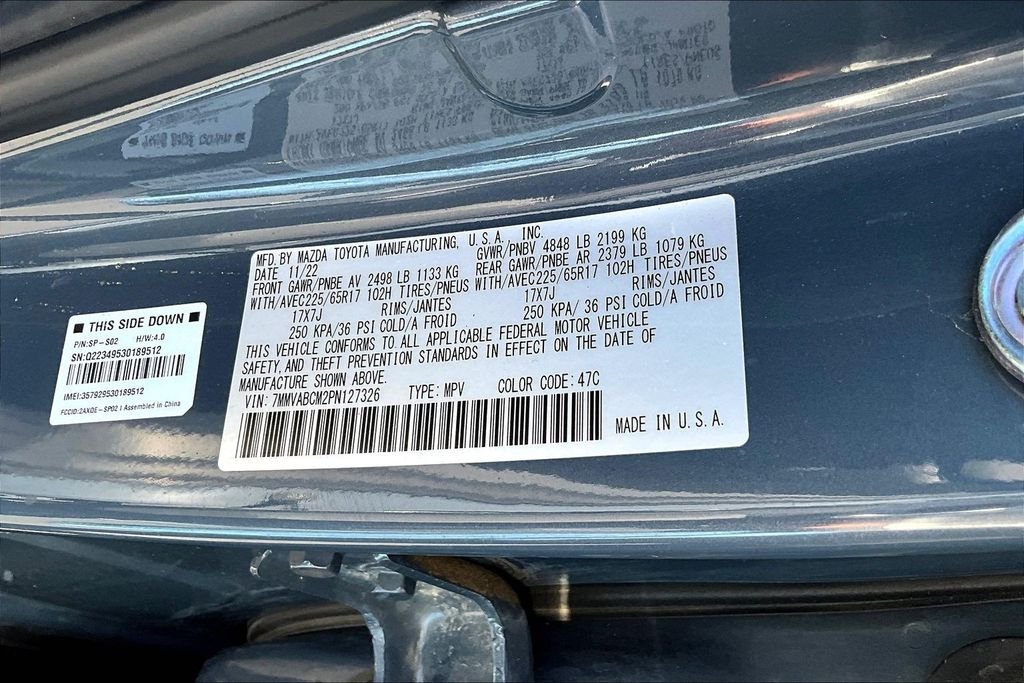 MFD. BY MAZDA TOYOTA MANUFACTURING, U.S.A. INC.
DATE 11/22 GVWR/PNBV 4848 LB 2199 KG
FRONT GAWR/PNBE AV 2498 LB 1133 KG REAR GAWR/PNBE AR 2379 LB 1079 KG
WITH/AVEC225/65R17 102H TIRES/PNEUS WITH/AVEC225/65R17 102H TIRES/PNEUS
17X7J RIMS/JANTES 17X7J RIMS/JANTES
250 KPA/36 PSI COLD/A FROID 250 KPA/ 36 PSI COLD/A FROID
THIS VEHICLE CONFORMS TO ALL APPLICABLE FEDERAL MOTOR VEHICLE
SAFETY, AND THEFT PREVENTION STANDARDS IN EFFECT ON THE DATE OF
MANUFACTURE SHOWN ABOVE.
VIN: 7MMVABCM2PN127326 TYPE: MPV COLOR CODE: 47C
MADE IN U.S.A.
THIS SIDE DOWN
P/N:SP-S02 H/W:4.0
SN:Q22349530189512
IMEI:357929530189512
FCCID:2AXDE-SP02 | Assembled in China